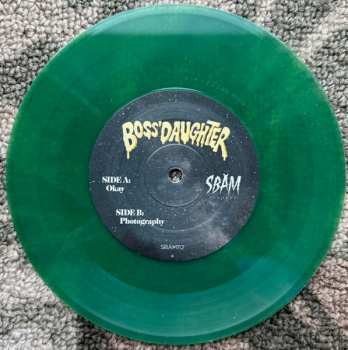 BOSS' DAUGHTER
SIDE A:
Okay
SBÄM
SIDE B:
Photography